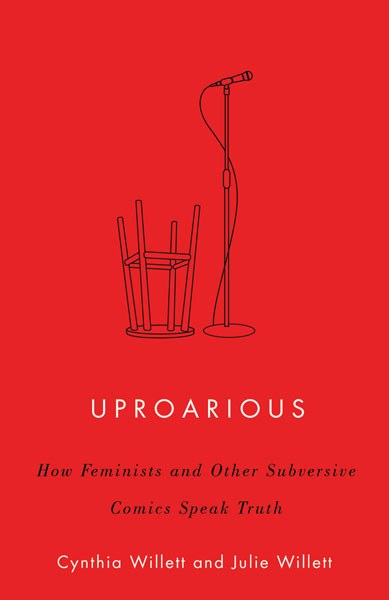 UPROARIOUS
How Feminists and Other Subversive
Comics Speak Truth
Cynthia Willett and Julie Willett